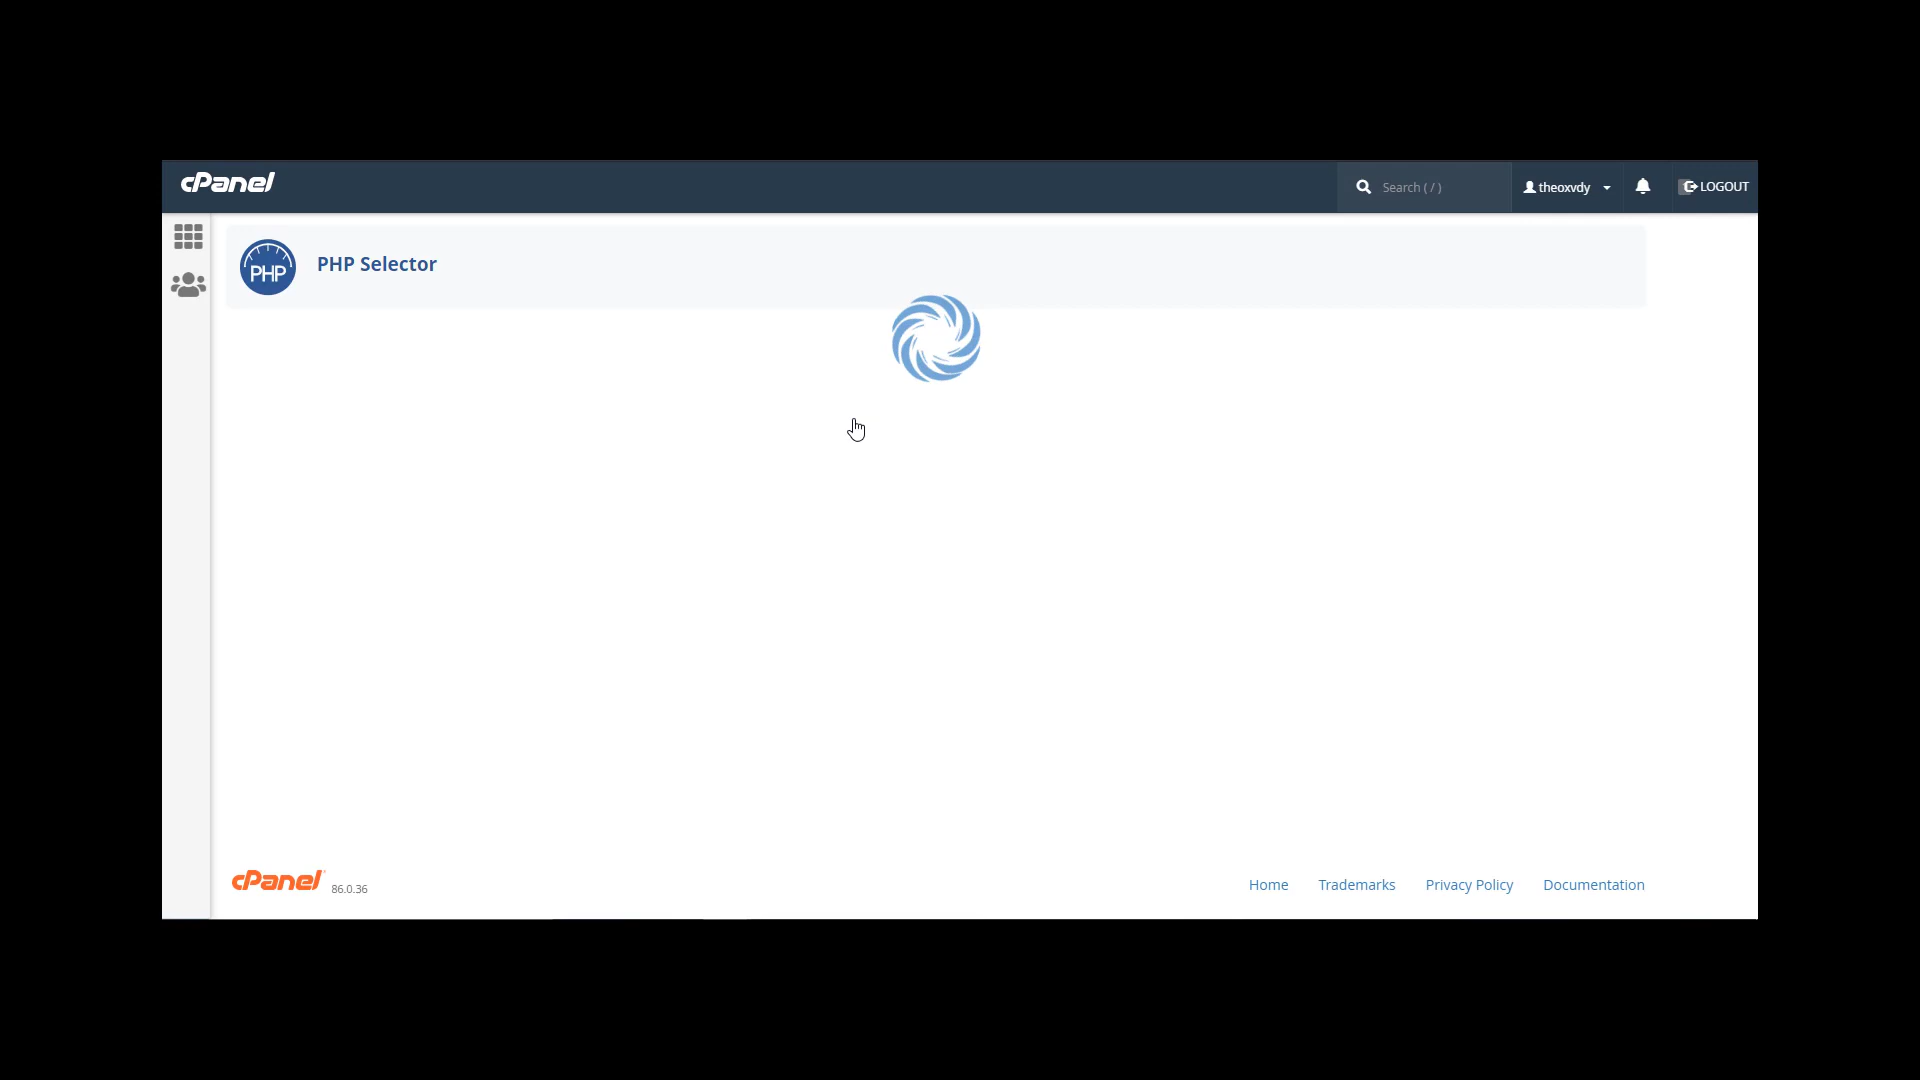 cPanel
Search ( / )
theoxvdy
LOGOUT
PHP
PHP Selector
cPanel 86.0.36
Home Trademarks Privacy Policy Documentation